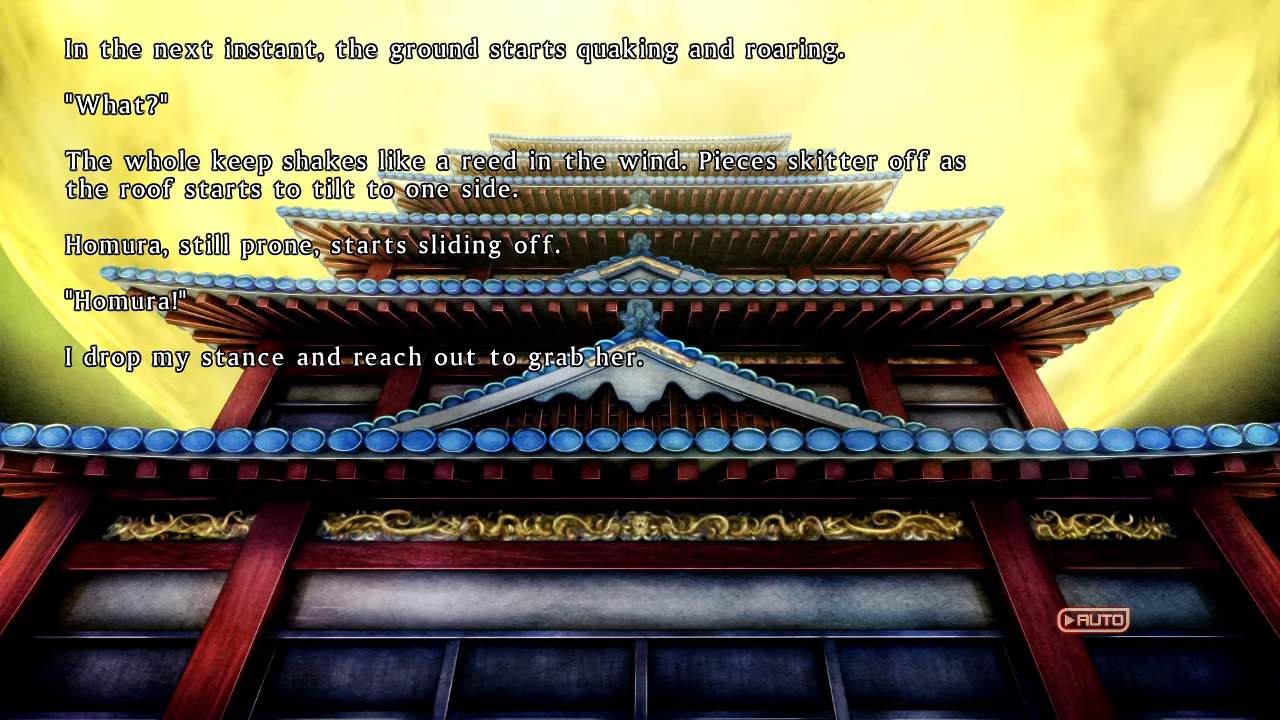 In the next instant, the ground starts quaking and roaring.
"What?"
The whole keep shakes like a reed in the wind. Pieces skitter off as
the roof starts to tilt to one side.
Homura, still prone, starts sliding off.
"Homura!"
I drop my stance and reach out to grab her.
AUTO